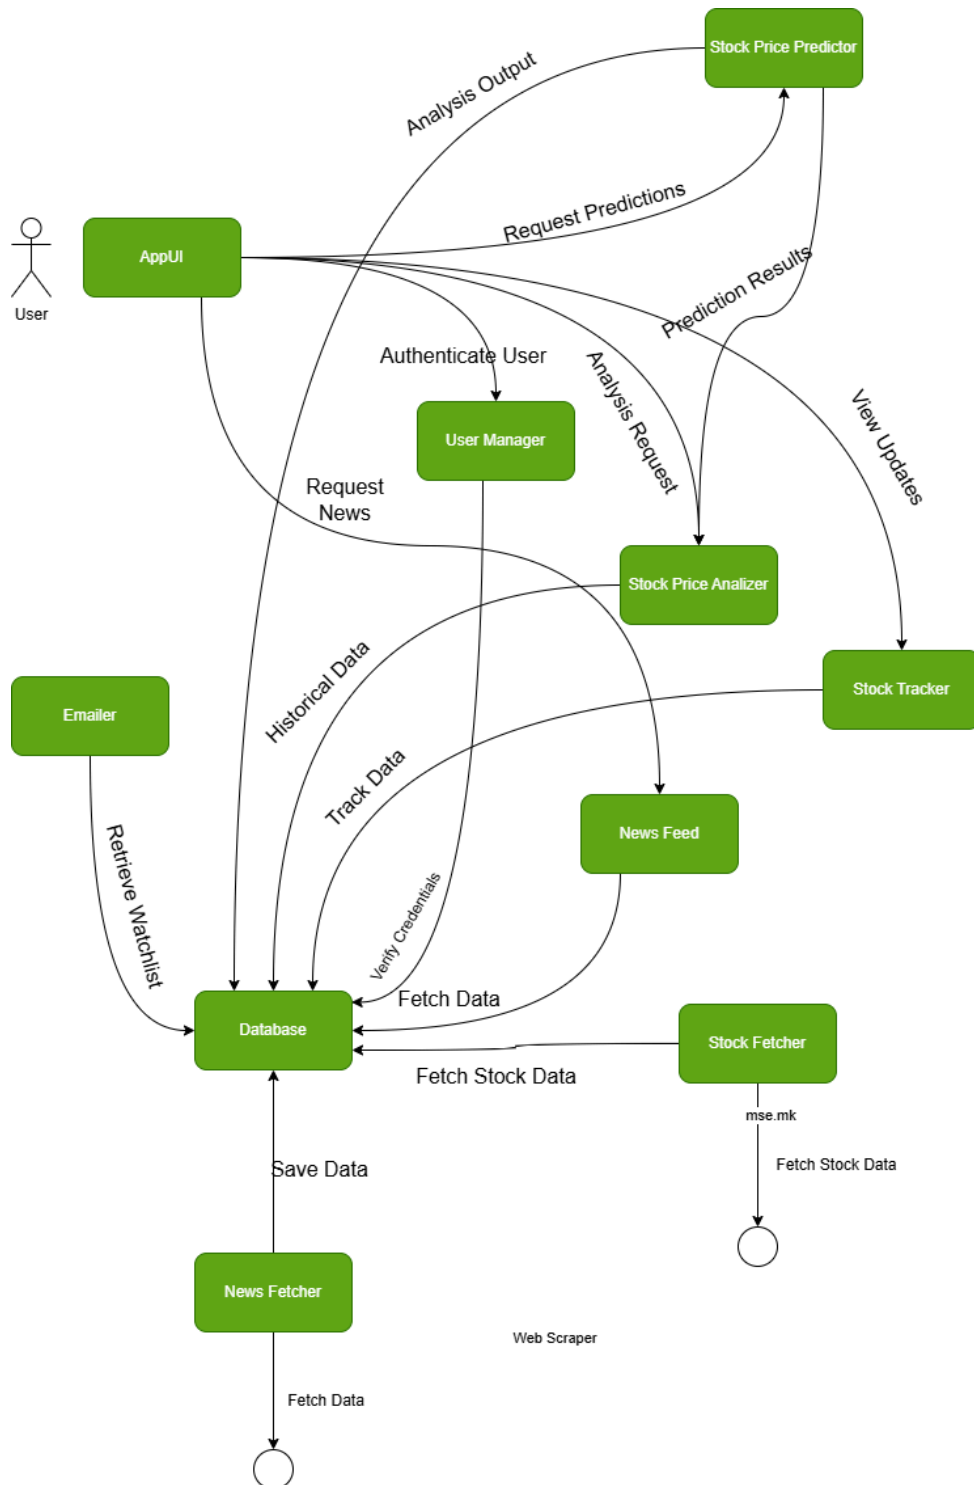 Stock Price Predictor
Analysis Output
Request Predictions
AppUI
User
Prediction Results
Authenticate User
Analysis Request
View Updates
User Manager
Request
News
Stock Price Analizer
Historical Data
Emailer
Stock Tracker
Track Data
News Feed
Retrieve Watchlist
Verify Credentials
Fetch Data
Database
Stock Fetcher
Fetch Stock Data
mse.mk
Fetch Stock Data
Save Data
News Fetcher
Web Scraper
Fetch Data